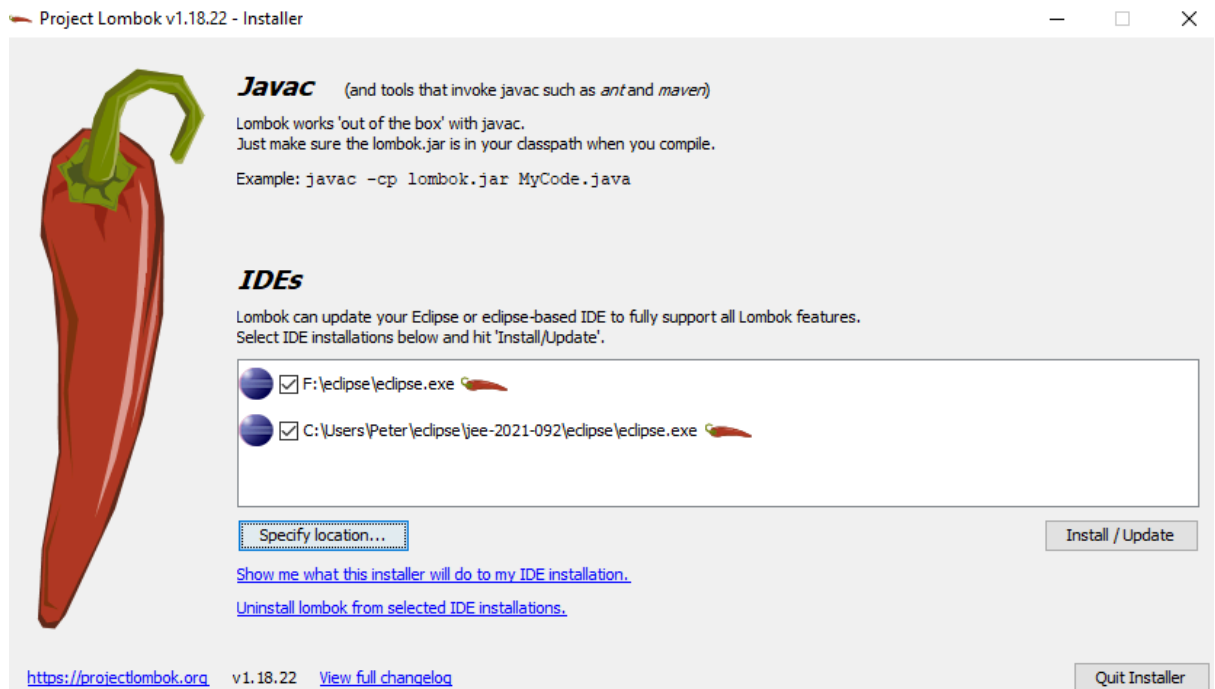 Project Lombok v1.18.22 - Installer
Javac (and tools that invoke javac such as ant and maven)
Lombok works 'out of the box' with javac.
Just make sure the lombok.jar is in your classpath when you compile.
Example: javac -cp lombok.jar MyCode.java
IDEs
Lombok can update your Eclipse or eclipse-based IDE to fully support all Lombok features.
Select IDE installations below and hit 'Install/Update'.
F:\eclipse\eclipse.exe
C:\Users\Peter\eclipse\jee-2021-092\eclipse\eclipse.exe
Specify location... Install / Update
Show me what this installer will do to my IDE installation.
Uninstall lombok from selected IDE installations.
https://projectlombok.org v1.18.22 View full changelog Quit Installer